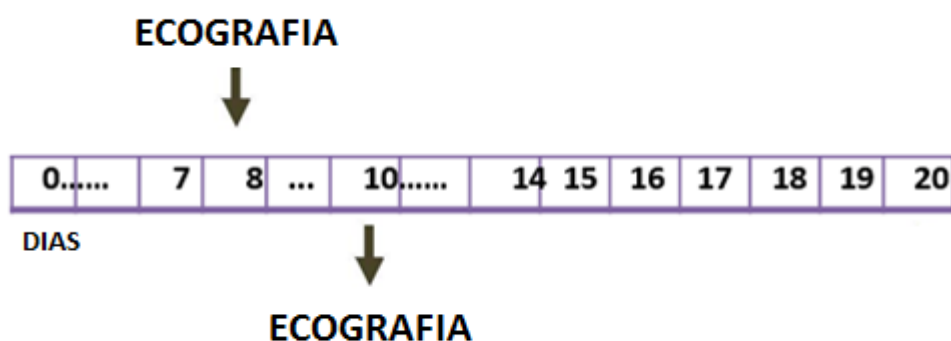 ECOGRAFIA
0...... 7 8 ... 10...... 14 15 16 17 18 19 20
DIAS
ECOGRAFIA